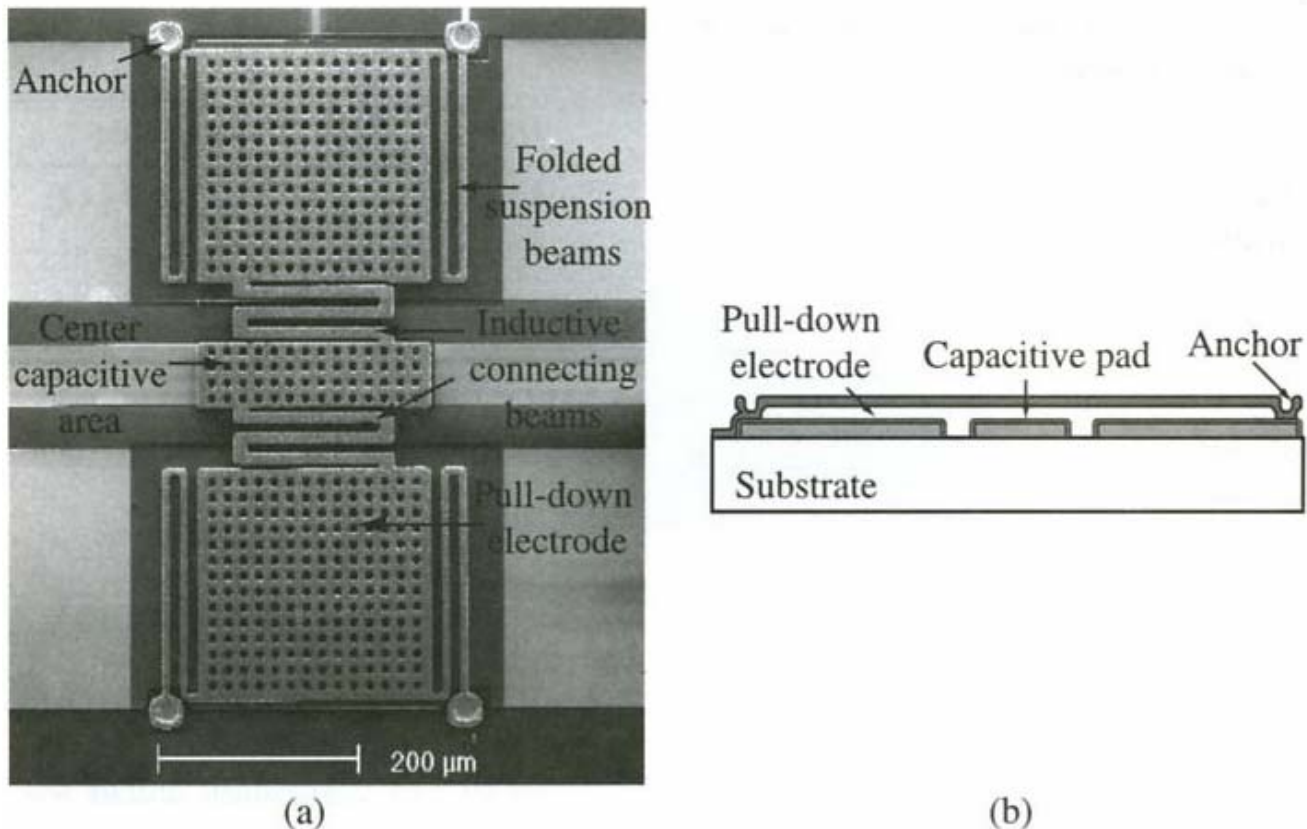 Anchor
Folded
suspension
beams
Center
capacitive
area
Inductive
connecting
beams
Pull-down
electrode
200 μm
(a)
Pull-down
electrode
Capacitive pad
Anchor
Substrate
(b)